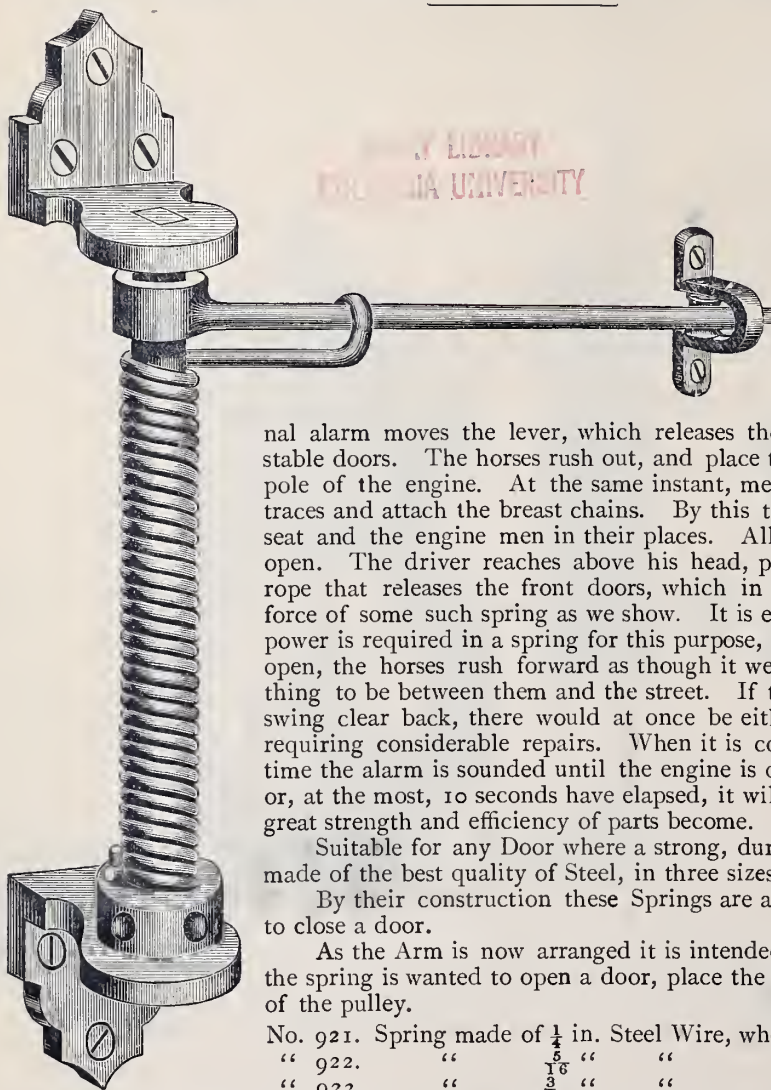 UNIVERSITY
nal alarm moves the lever, which releases the
stable doors. The horses rush out, and place
pole of the engine. At the same instant, me
traces and attach the breast chains. By this
seat and the engine men in their places. All
open. The driver reaches above his head, p
rope that releases the front doors, which in
force of some such spring as we show. It is e
power is required in a spring for this purpose,
open, the horses rush forward as though it we
thing to be between them and the street. If
swing clear back, there would at once be eit
requiring considerable repairs. When it is co
time the alarm is sounded until the engine is
or, at the most, 10 seconds have elapsed, it wil
great strength and efficiency of parts become.
Suitable for any Door where a strong, dur
made of the best quality of Steel, in three sizes
By their construction these Springs are a
to close a door.
As the Arm is now arranged it is intended
the spring is wanted to open a door, place the
of the pulley.
No. 921. Spring made of ¼ in. Steel Wire, wh
“ 922. “ 5/16 “ “
“ 923. “ “ “